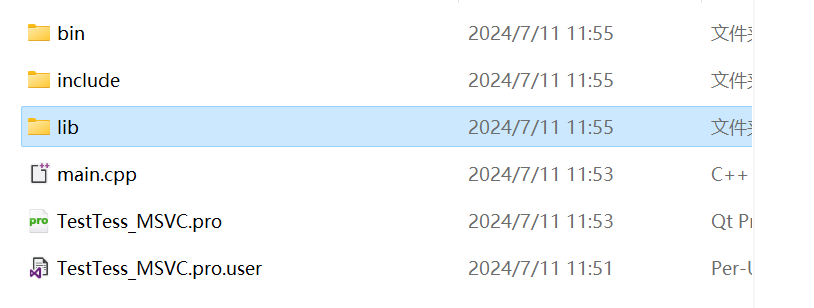 bin 2024/7/11 11:55 文件
include 2024/7/11 11:55 文件
lib 2024/7/11 11:55 文件
main.cpp 2024/7/11 11:53 C++
TestTess_MSVC.pro 2024/7/11 11:53 Qt
TestTess_MSVC.pro.user 2024/7/11 11:51 Per-
pro